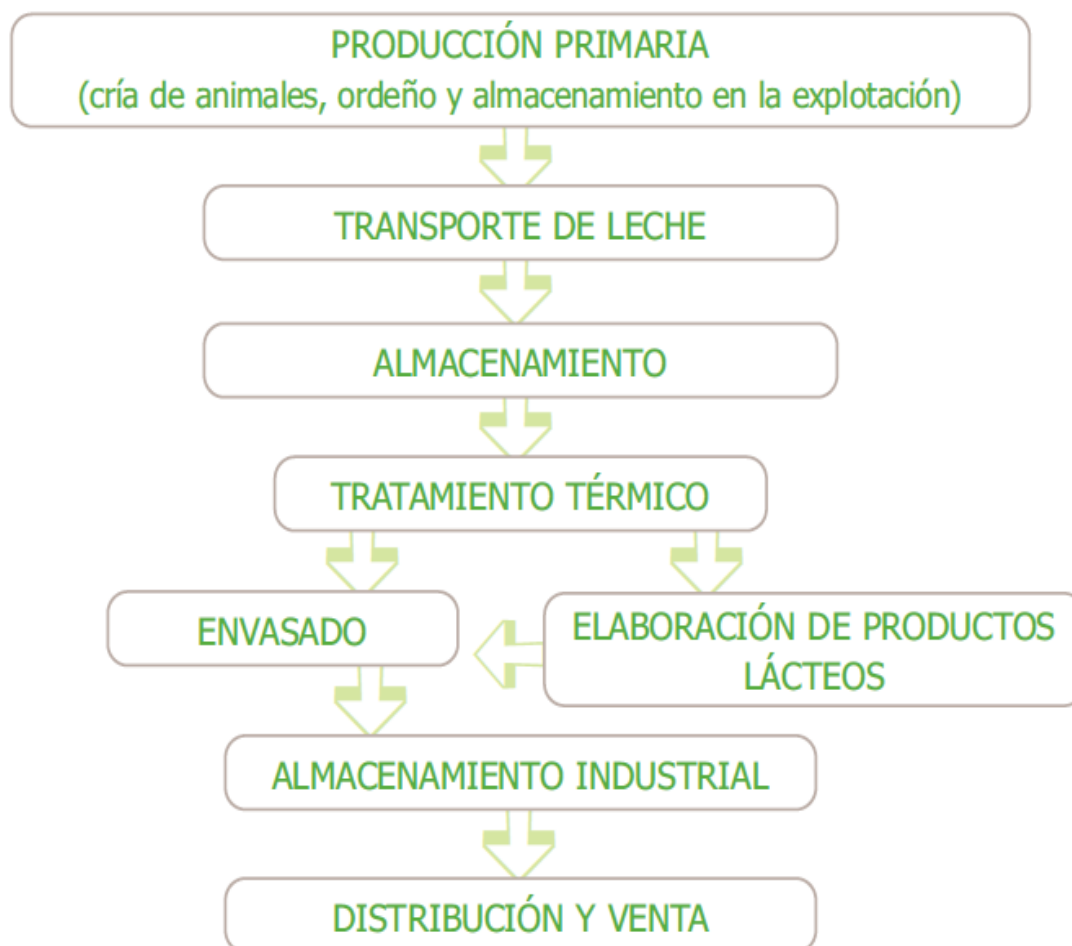 PRODUCCIÓN PRIMARIA
(cría de animales, ordeño y almacenamiento en la explotación)
TRANSPORTE DE LECHE
ALMACENAMIENTO
TRATAMIENTO TÉRMICO
ENVASADO
ELABORACIÓN DE PRODUCTOS
LÁCTEOS
ALMACENAMIENTO INDUSTRIAL
DISTRIBUCIÓN Y VENTA